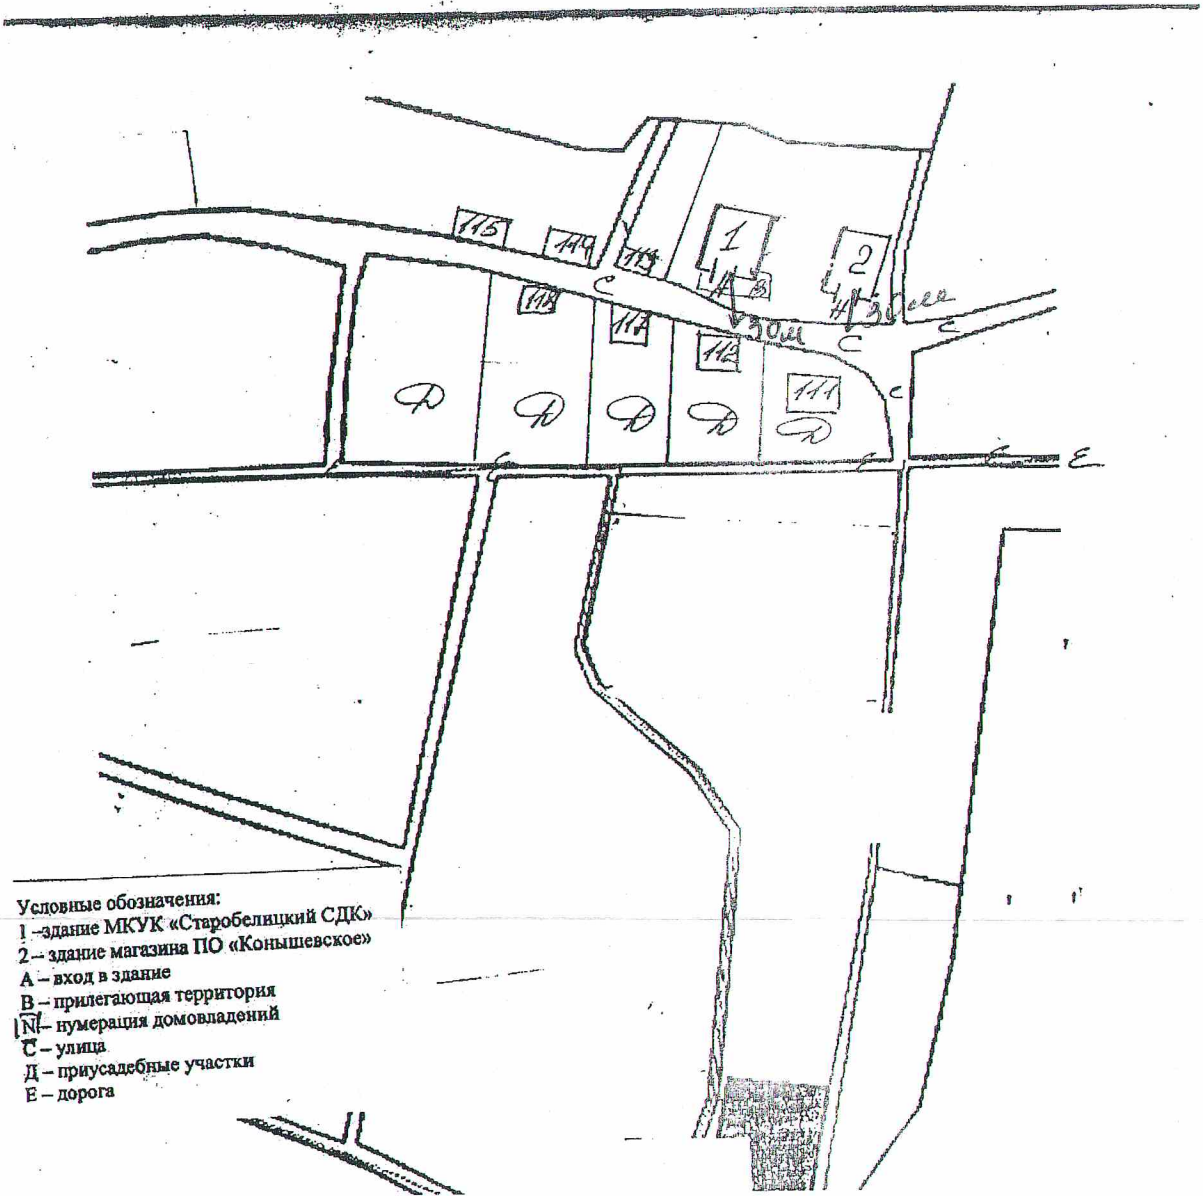 1
2
115
114
113
А В
А
30м
30м
С
С
С
118
117
112
111
С
Д
Д
Д
Д
Д
Е
Е
Е
Е
Условные обозначения:
1 – здание МКУК «Старобелицкий СДК»
2 – здание магазина ПО «Конышевское»
А – вход в здание
В – прилегающая территория
N – нумерация домовладений
С – улица
Д – приусадебные участки
Е – дорога